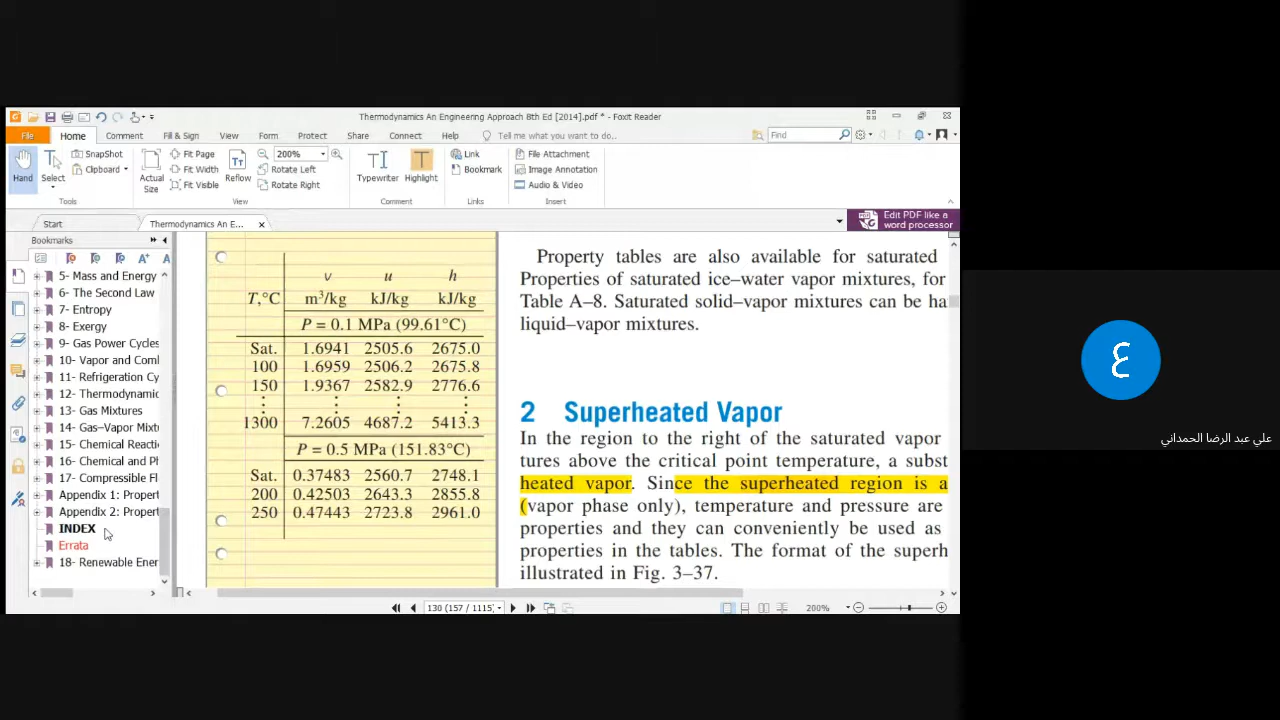 Thermodynamics An Engineering Approach 8th Ed [2014].pdf * - Foxit Reader
File Home Comment Fill & Sign View Form Protect Share Connect Help Tell me what you want to do.. Find
Hand
Select
SnapShot
Clipboard
Actual Size
Fit Page
Fit Width
Fit Visible
Reflow
200%
Rotate Left
Rotate Right
Typewriter
Highlight
Link
Bookmark
File Attachment
Image Annotation
Audio & Video
Tools View Comment Links Insert
Start Thermodynamics An E...
Edit PDF like a
word processor
Bookmarks
5- Mass and Energy
6- The Second Law
7- Entropy
8- Exergy
9- Gas Power Cycles
10- Vapor and Comb
11- Refrigeration Cy
12- Thermodynamic
13- Gas Mixtures
14- Gas–Vapor Mixtu
15- Chemical Reacti
16- Chemical and Ph
17- Compressible Fl
Appendix 1: Propert
Appendix 2: Propert
INDEX
Errata
18- Renewable Ener
v u h
T,°C m³/kg kJ/kg kJ/kg
P = 0.1 MPa (99.61°C)
Sat. 1.6941 2505.6 2675.0
100 1.6959 2506.2 2675.8
150 1.9367 2582.9 2776.6
⋮ ⋮ ⋮ ⋮
1300 7.2605 4687.2 5413.3
P = 0.5 MPa (151.83°C)
Sat. 0.37483 2560.7 2748.1
200 0.42503 2643.3 2855.8
250 0.47443 2723.8 2961.0
Property tables are also available for saturated
Properties of saturated ice–water vapor mixtures, for
Table A–8. Saturated solid–vapor mixtures can be ha
liquid–vapor mixtures.
2 Superheated Vapor
In the region to the right of the saturated vapor
tures above the critical point temperature, a subst
heated vapor. Since the superheated region is a
(vapor phase only), temperature and pressure are
properties and they can conveniently be used as
properties in the tables. The format of the superh
illustrated in Fig. 3–37.
130 (157 / 1115)
200%
ع
علي عبد الرضا الحمداني